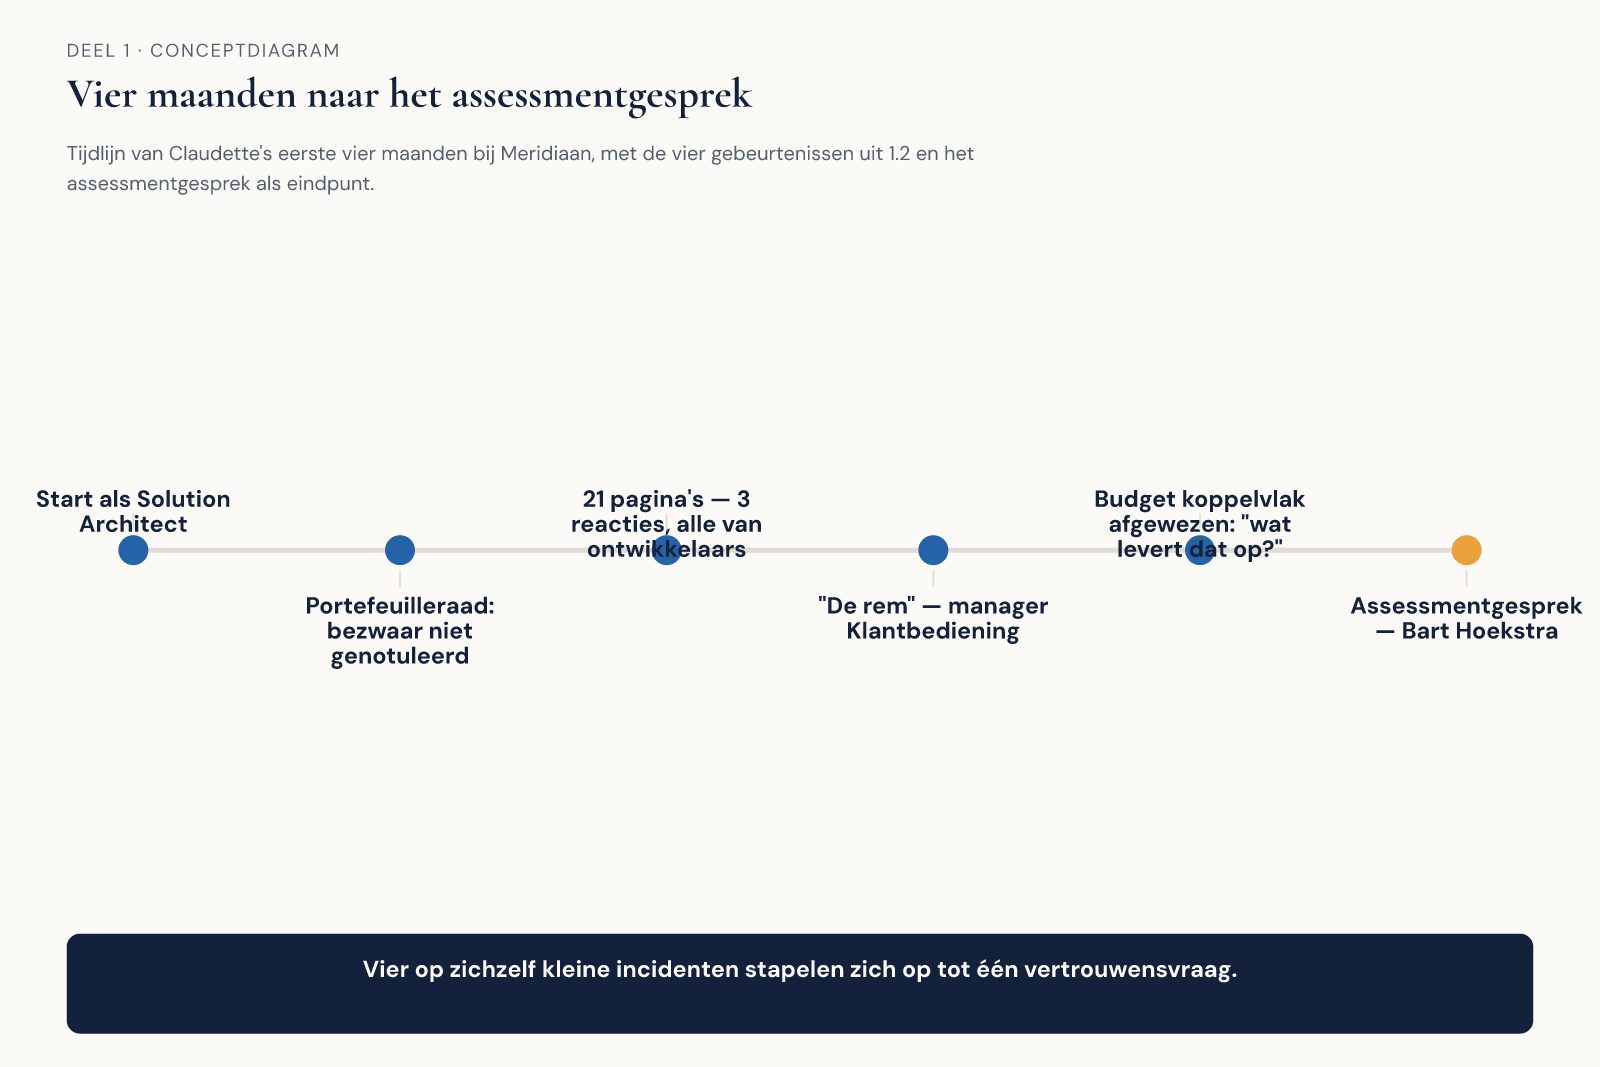 DEEL 1 · CONCEPTDIAGRAM
Vier maanden naar het assessmentgesprek
Tijdlijn van Claudette's eerste vier maanden bij Meridiaan, met de vier gebeurtenissen uit 1.2 en het
assessmentgesprek als eindpunt.
Start als Solution
Architect
Portefeuilleraad:
bezwaar niet
genotuleerd
21 pagina's — 3
reacties, alle van
ontwikkelaars
"De rem" — manager
Klantbediening
Budget koppelvlak
afgewezen: "wat
levert dat op?"
Assessmentgesprek
— Bart Hoekstra
Vier op zichzelf kleine incidenten stapelen zich op tot één vertrouwensvraag.